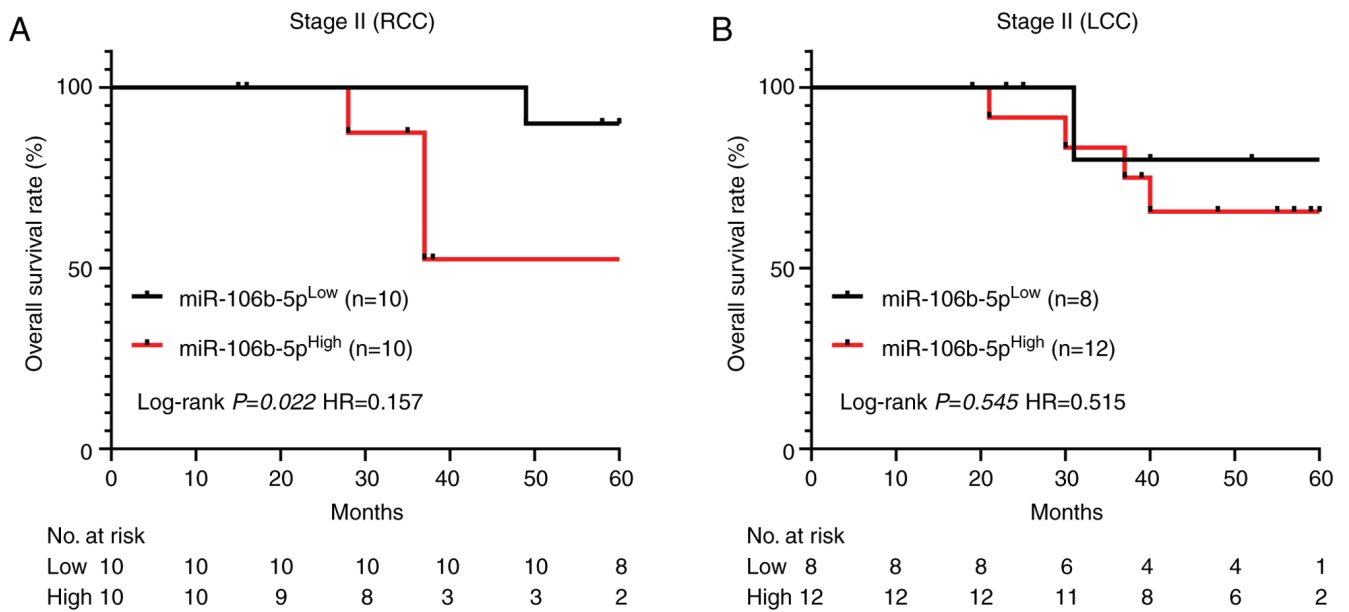 A
Stage II (RCC)
Overall survival rate (%)
100
50
0
miR-106b-5pLow (n=10)
miR-106b-5pHigh (n=10)
Log-rank P=0.022 HR=0.157
0 10 20 30 40 50 60
Months
No. at risk
Low 10 10 10 10 10 10 8
High 10 10 9 8 3 3 2
B
Stage II (LCC)
Overall survival rate (%)
100
50
0
miR-106b-5pLow (n=8)
miR-106b-5pHigh (n=12)
Log-rank P=0.545 HR=0.515
0 10 20 30 40 50 60
Months
No. at risk
Low 8 8 8 6 4 4 1
High 12 12 12 11 8 6 2